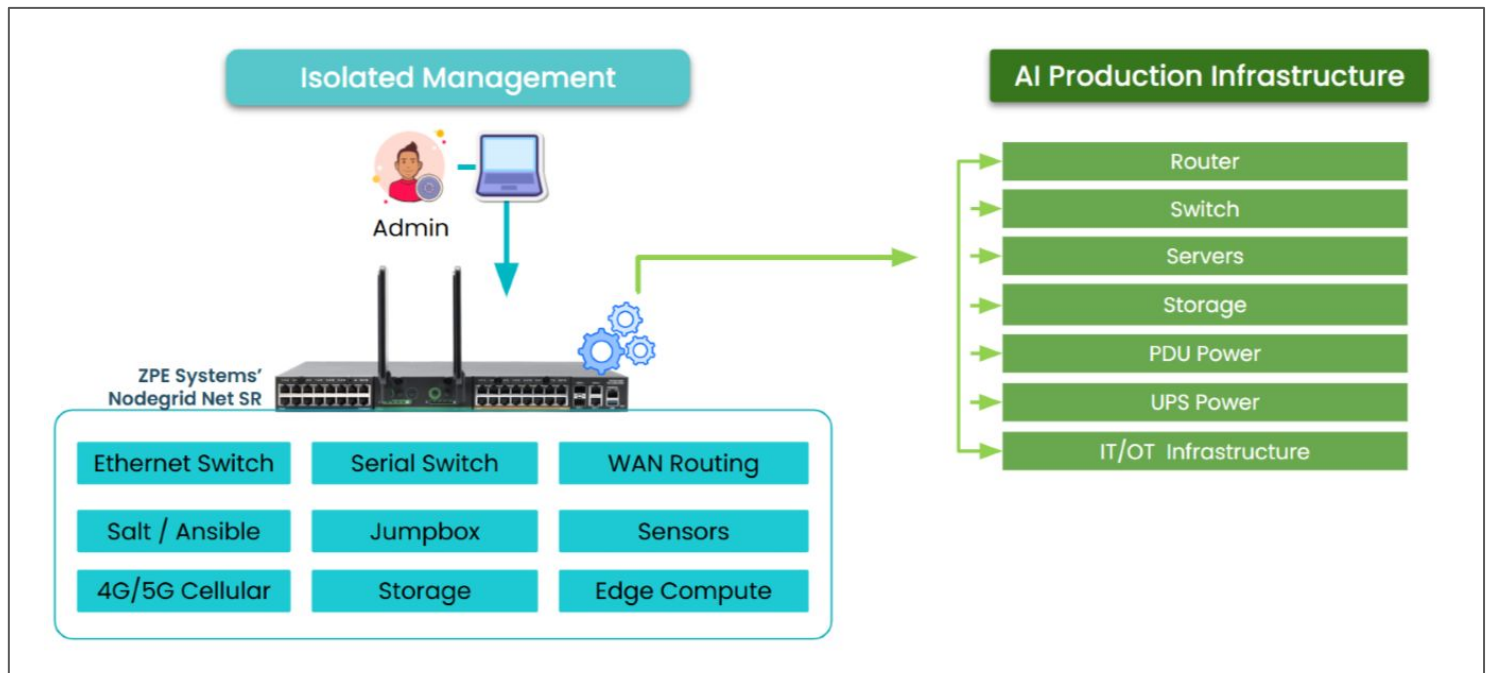 Isolated Management
AI Production Infrastructure
Admin
ZPE Systems’
Nodegrid Net SR
Ethernet Switch
Serial Switch
WAN Routing
Salt / Ansible
Jumpbox
Sensors
4G/5G Cellular
Storage
Edge Compute
Router
Switch
Servers
Storage
PDU Power
UPS Power
IT/OT Infrastructure